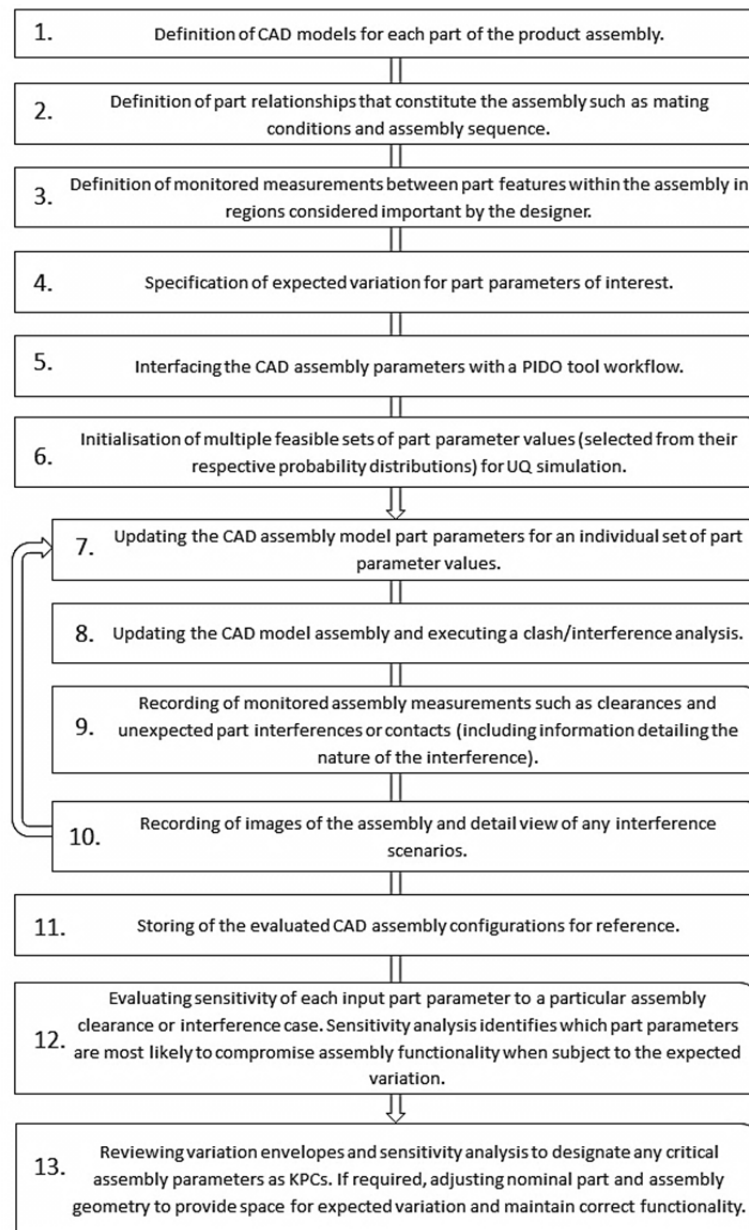 1. Definition of CAD models for each part of the product assembly.
2. Definition of part relationships that constitute the assembly such as mating
conditions and assembly sequence.
3. Definition of monitored measurements between part features within the assembly in
regions considered important by the designer.
4. Specification of expected variation for part parameters of interest.
5. Interfacing the CAD assembly parameters with a PIDO tool workflow.
6. Initialisation of multiple feasible sets of part parameter values (selected from their
respective probability distributions) for UQ simulation.
7. Updating the CAD assembly model part parameters for an individual set of part
parameter values.
8. Updating the CAD model assembly and executing a clash/interference analysis.
9. Recording of monitored assembly measurements such as clearances and
unexpected part interferences or contacts (including information detailing the
nature of the interference).
10. Recording of images of the assembly and detail view of any interference
scenarios.
11. Storing of the evaluated CAD assembly configurations for reference.
12. Evaluating sensitivity of each input part parameter to a particular assembly
clearance or interference case. Sensitivity analysis identifies which part parameters
are most likely to compromise assembly functionality when subject to the expected
variation.
13. Reviewing variation envelopes and sensitivity analysis to designate any critical
assembly parameters as KPCs. If required, adjusting nominal part and assembly
geometry to provide space for expected variation and maintain correct functionality.